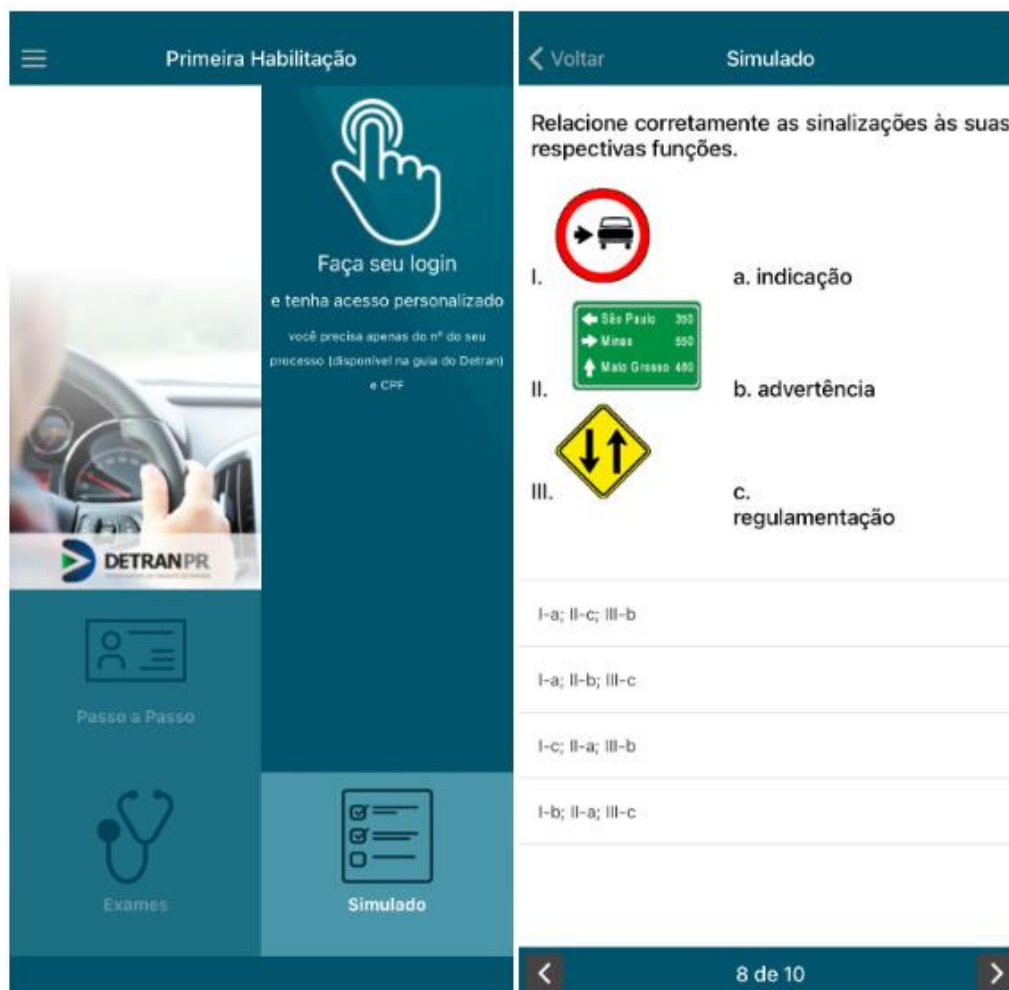 Primeira Habilitação
Faça seu login
e tenha acesso personalizado
você precisa apenas do nº do seu
processo (disponível na guia do Detran)
e CPF
DETRANPR
Passo a Passo
Exames
Simulado
Voltar
Simulado
Relacione corretamente as sinalizações às suas
respectivas funções.
I.
a. indicação
São Paulo 350
Minas 550
Mato Grosso 480
II.
b. advertência
III.
c.
regulamentação
I-a; II-c; III-b
I-a; II-b; III-c
I-c; II-a; III-b
I-b; II-a; III-c
8 de 10